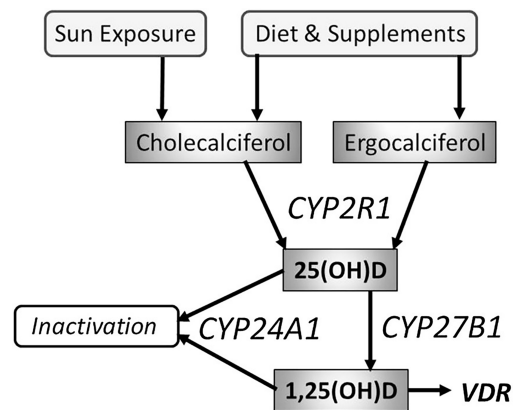 Sun Exposure
Diet & Supplements
Cholecalciferol
Ergocalciferol
CYP2R1
25(OH)D
Inactivation
CYP24A1
CYP27B1
1,25(OH)D
VDR